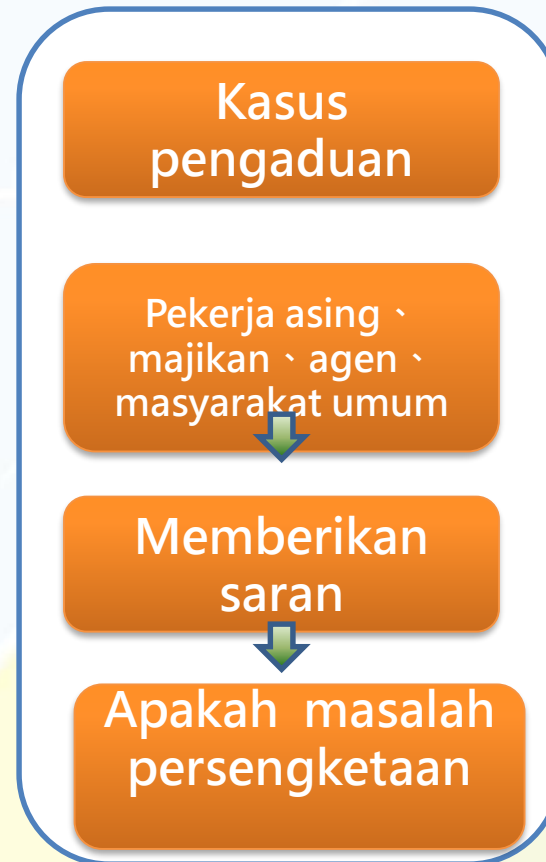 Kasus
pengaduan
Pekerja asing、
majikan、agen、
masyarakat umum
Memberikan
saran
Apakah masalah
persengketaan